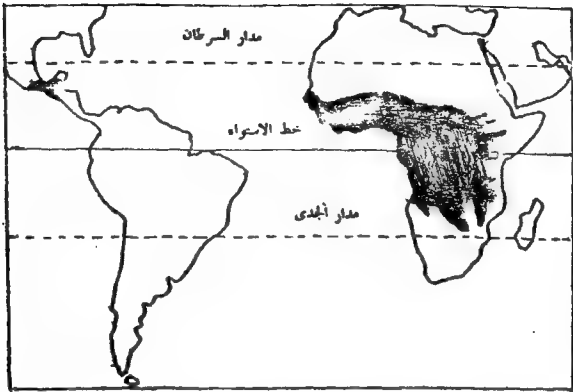 مدار السرطان
خط الاستواء
مدار الجدى